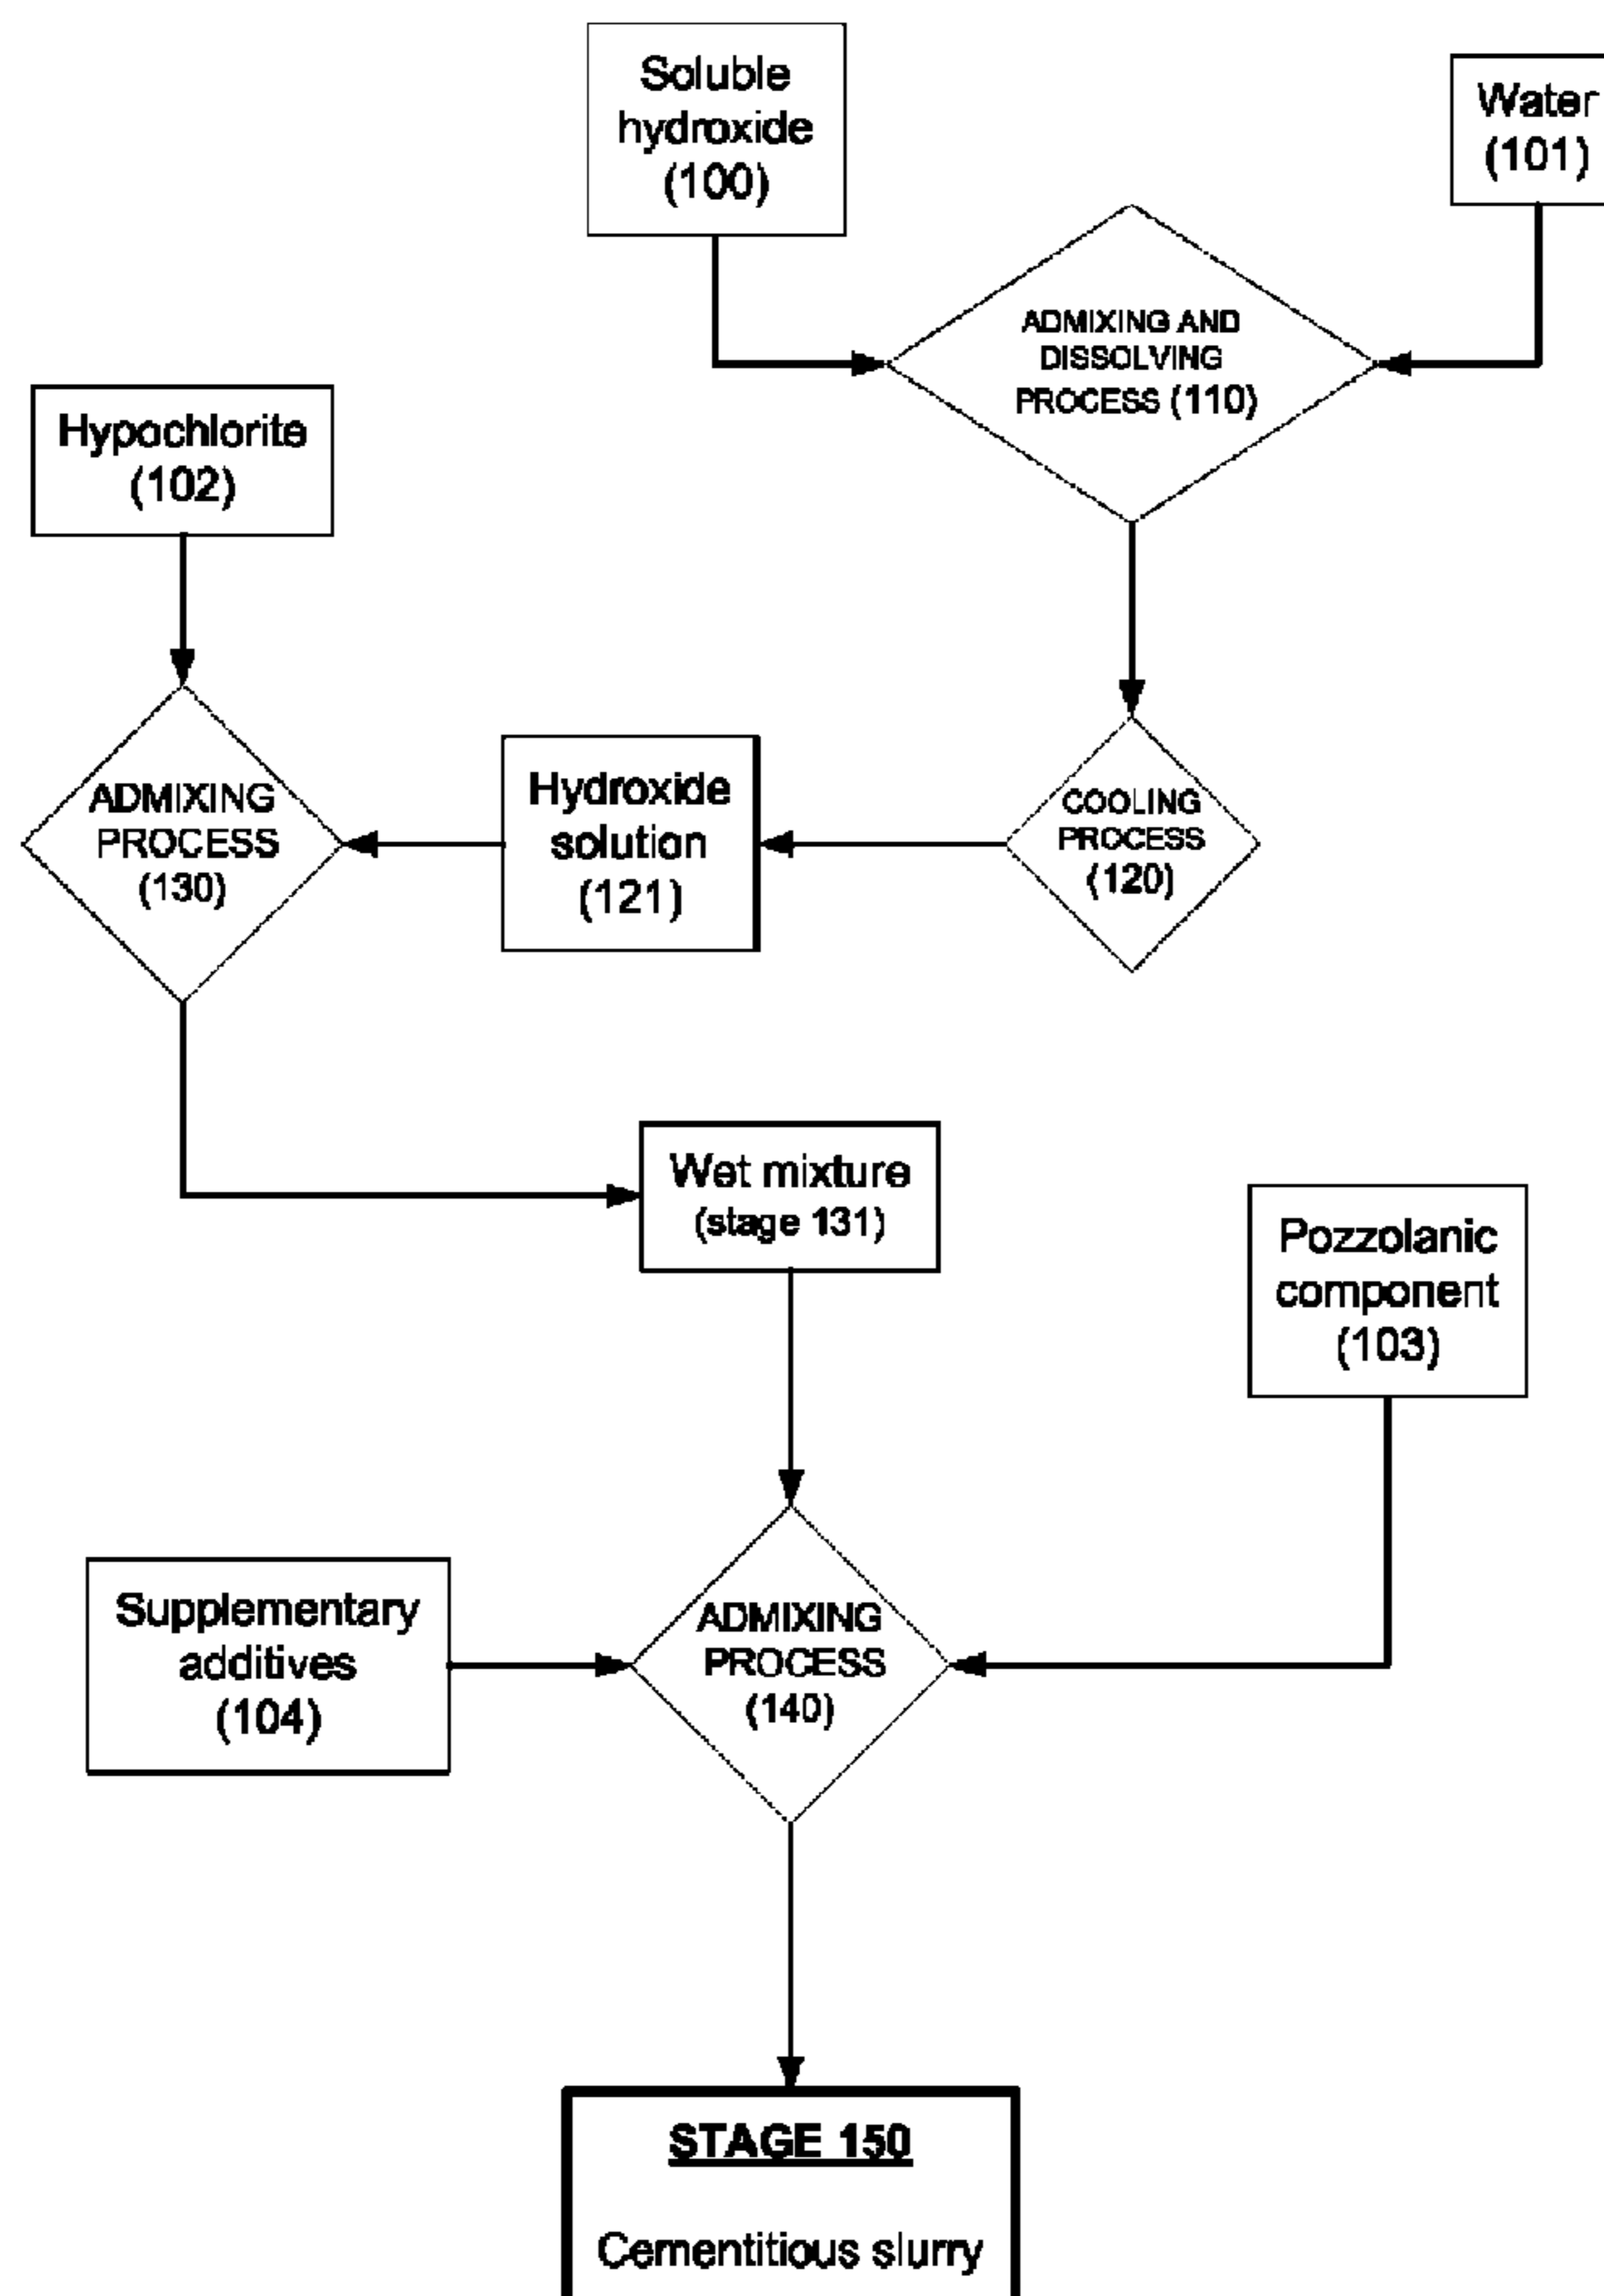 Soluble
hydroxide
(100)
Water
(101)
ADMIXING AND
DISSOLVING
PROCESS (110)
Hypochlorite
(102)
ADMIXING
PROCESS
(130)
Hydroxide
solution
(121)
COOLING
PROCESS
(120)
Wet mixture
(stage 131)
Pozzolanic
component
(103)
Supplementary
additives
(104)
ADMIXING
PROCESS
(140)
STAGE 150
Cementitious slurry